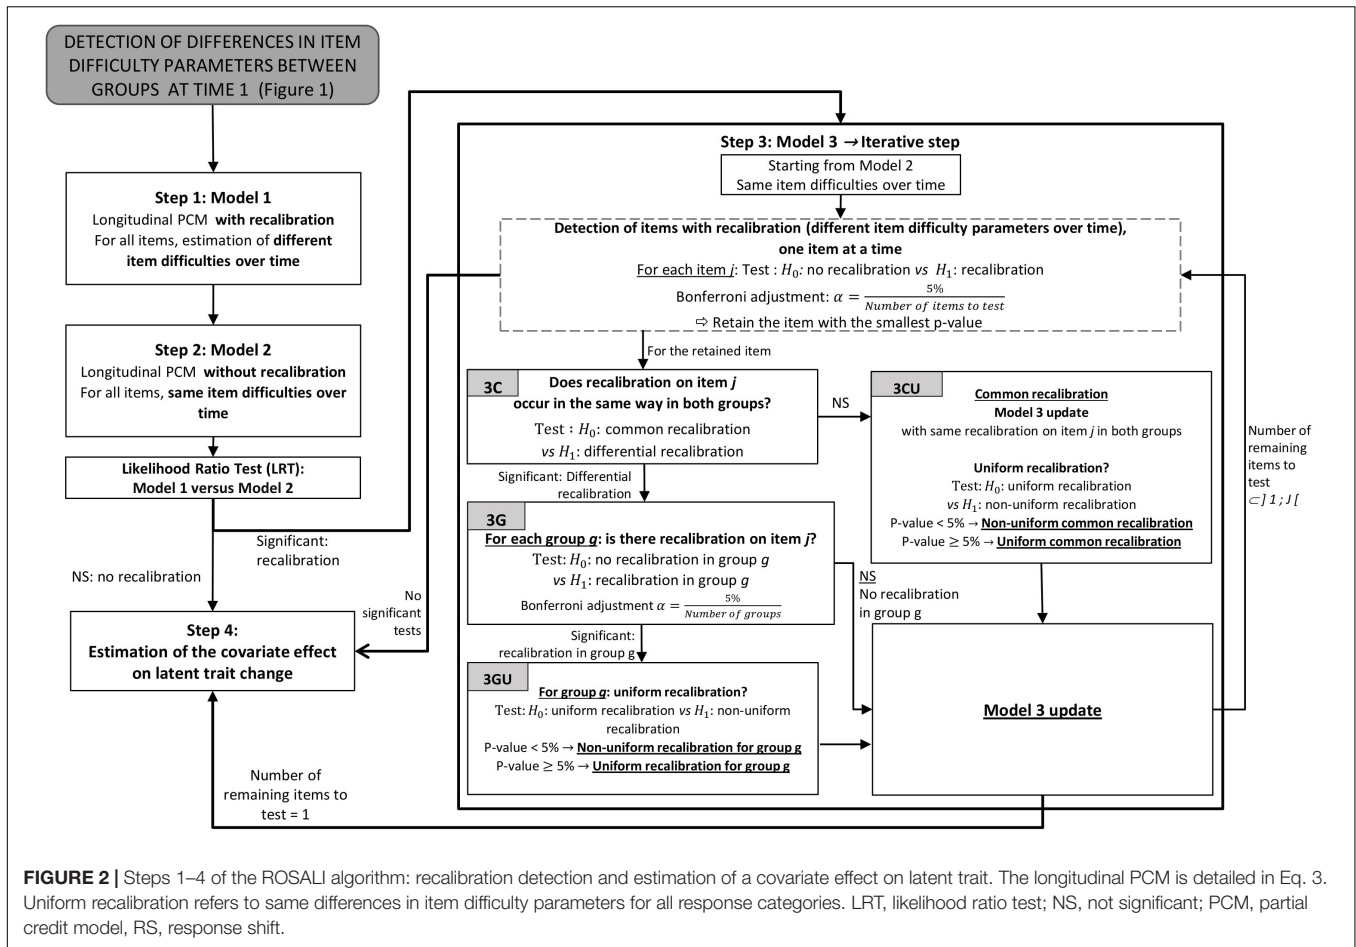 DETECTION OF DIFFERENCES IN ITEM
DIFFICULTY PARAMETERS BETWEEN
GROUPS AT TIME 1 (Figure 1)
Step 1: Model 1
Longitudinal PCM with recalibration
For all items, estimation of different
item difficulties over time
Step 2: Model 2
Longitudinal PCM without recalibration
For all items, same item difficulties over
time
Likelihood Ratio Test (LRT):
Model 1 versus Model 2
Significant:
recalibration
NS: no recalibration
Step 4:
Estimation of the covariate effect
on latent trait change
No
significant
tests
Number of
remaining items to
test = 1
Step 3: Model 3 → Iterative step
Starting from Model 2
Same item difficulties over time
Detection of items with recalibration (different item difficulty parameters over time),
one item at a time
For each item j: Test : H₀: no recalibration vs H₁: recalibration
Bonferroni adjustment: α = 5% / Number of items to test
⇨ Retain the item with the smallest p-value
For the retained item
3C
Does recalibration on item j
occur in the same way in both groups?
Test : H₀: common recalibration
vs H₁: differential recalibration
NS
Significant: Differential
recalibration
3CU
Common recalibration
Model 3 update
with same recalibration on item j in both groups
Uniform recalibration?
Test: H₀: uniform recalibration
vs H₁: non-uniform recalibration
P-value < 5% → Non-uniform common recalibration
P-value ≥ 5% → Uniform common recalibration
Number of
remaining
items to
test
⊂] 1 ; J [
3G
For each group g: is there recalibration on item j?
Test: H₀: no recalibration in group g
vs H₁: recalibration in group g
Bonferroni adjustment α = 5% / Number of groups
NS
No recalibration
in group g
Significant:
recalibration in group g
3GU
For group g: uniform recalibration?
Test: H₀: uniform recalibration vs H₁: non-uniform
recalibration
P-value < 5% → Non-uniform recalibration for group g
P-value ≥ 5% → Uniform recalibration for group g
Model 3 update
FIGURE 2 | Steps 1–4 of the ROSALI algorithm: recalibration detection and estimation of a covariate effect on latent trait. The longitudinal PCM is detailed in Eq. 3.
Uniform recalibration refers to same differences in item difficulty parameters for all response categories. LRT, likelihood ratio test; NS, not significant; PCM, partial
credit model, RS, response shift.